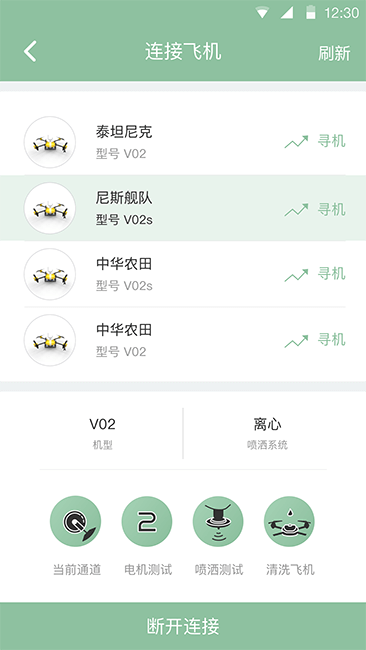 12:30
连接飞机
刷新
泰坦尼克
型号 V02
寻机
尼斯舰队
型号 V02s
寻机
中华农田
型号 V02s
寻机
中华农田
型号 V02
寻机
V02
机型
离心
喷洒系统
2
当前通道
电机测试
喷洒测试
清洗飞机
断开连接